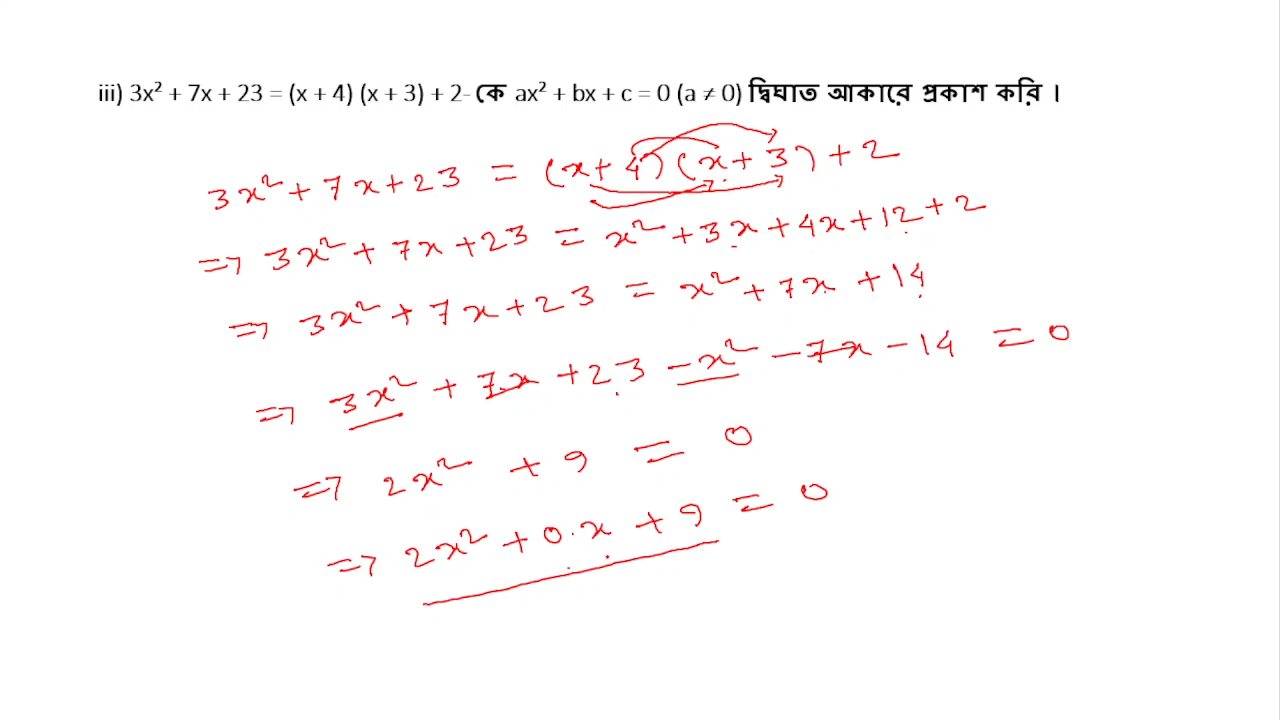 iii) 3x² + 7x + 23 = (x + 4) (x + 3) + 2- কে ax² + bx + c = 0 (a ≠ 0) দ্বিঘাত আকারে প্রকাশ করি ।
3x² + 7x + 23 = (x + 4) (x + 3) + 2
=> 3x² + 7x + 23 = x² + 3x + 4x + 12 + 2
=> 3x² + 7x + 23 = x² + 7x + 14
=> 3x² + 7x + 23 - x² - 7x - 14 = 0
=> 2x² + 9 = 0
=> 2x² + 0.x + 9 = 0